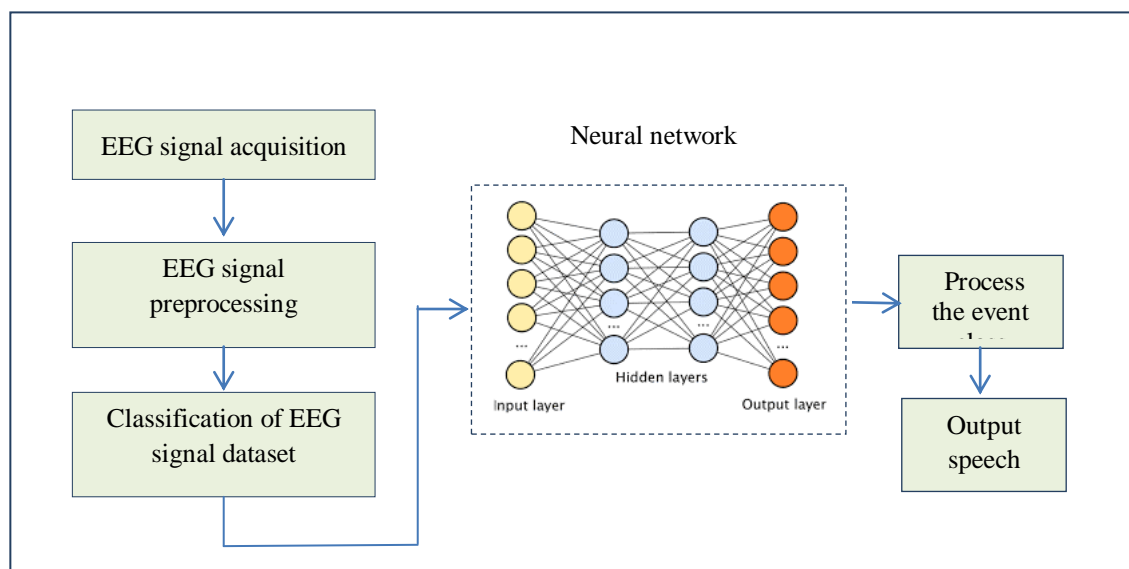 EEG signal acquisition
EEG signal
preprocessing
Classification of EEG
signal dataset
Neural network
...
...
...
...
Hidden layers
Input layer
Output layer
Process
the event
Output
speech